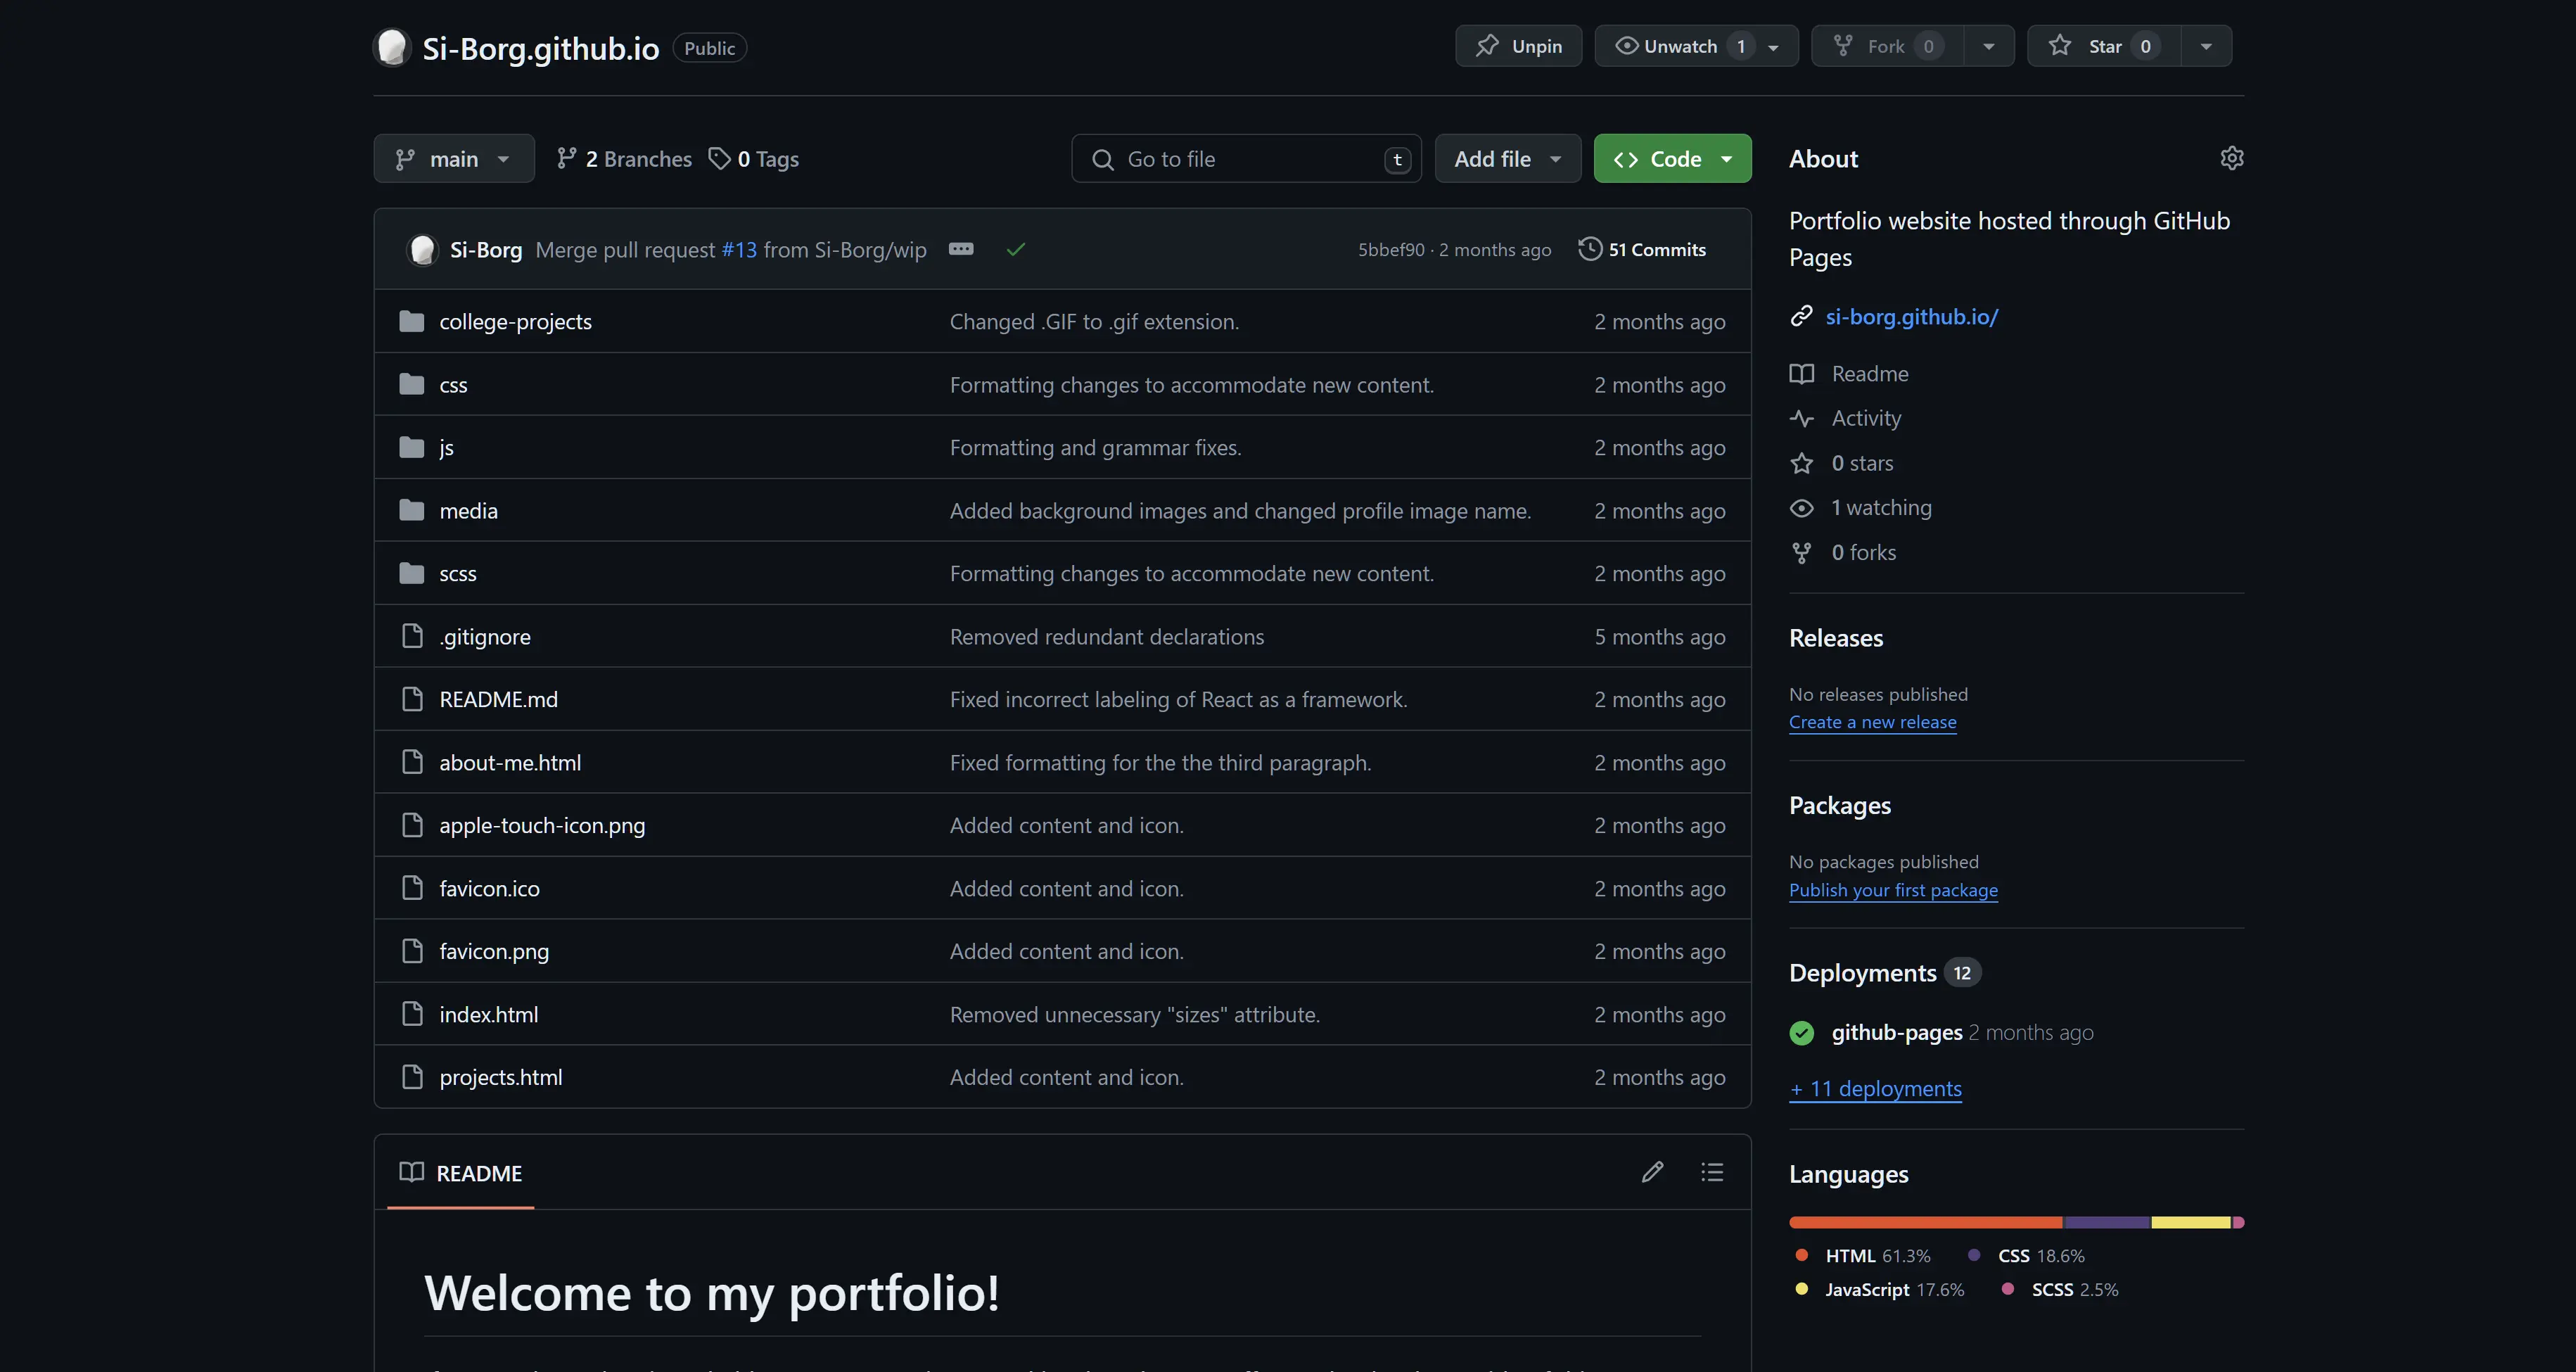 Si-Borg.github.io Public Unpin Unwatch 1 Fork 0 Star 0
main 2 Branches 0 Tags Go to file t Add file Code
Si-Borg Merge pull request #13 from Si-Borg/wip 5bbef90 · 2 months ago 51 Commits
college-projects Changed .GIF to .gif extension. 2 months ago
css Formatting changes to accommodate new content. 2 months ago
js Formatting and grammar fixes. 2 months ago
media Added background images and changed profile image name. 2 months ago
scss Formatting changes to accommodate new content. 2 months ago
.gitignore Removed redundant declarations 5 months ago
README.md Fixed incorrect labeling of React as a framework. 2 months ago
about-me.html Fixed formatting for the the third paragraph. 2 months ago
apple-touch-icon.png Added content and icon. 2 months ago
favicon.ico Added content and icon. 2 months ago
favicon.png Added content and icon. 2 months ago
index.html Removed unnecessary "sizes" attribute. 2 months ago
projects.html Added content and icon. 2 months ago
README
Welcome to my portfolio!
About
Portfolio website hosted through GitHub
Pages
si-borg.github.io/
Readme
Activity
0 stars
1 watching
0 forks
Releases
No releases published
Create a new release
Packages
No packages published
Publish your first package
Deployments 12
github-pages 2 months ago
+ 11 deployments
Languages
HTML 61.3% CSS 18.6%
JavaScript 17.6% SCSS 2.5%